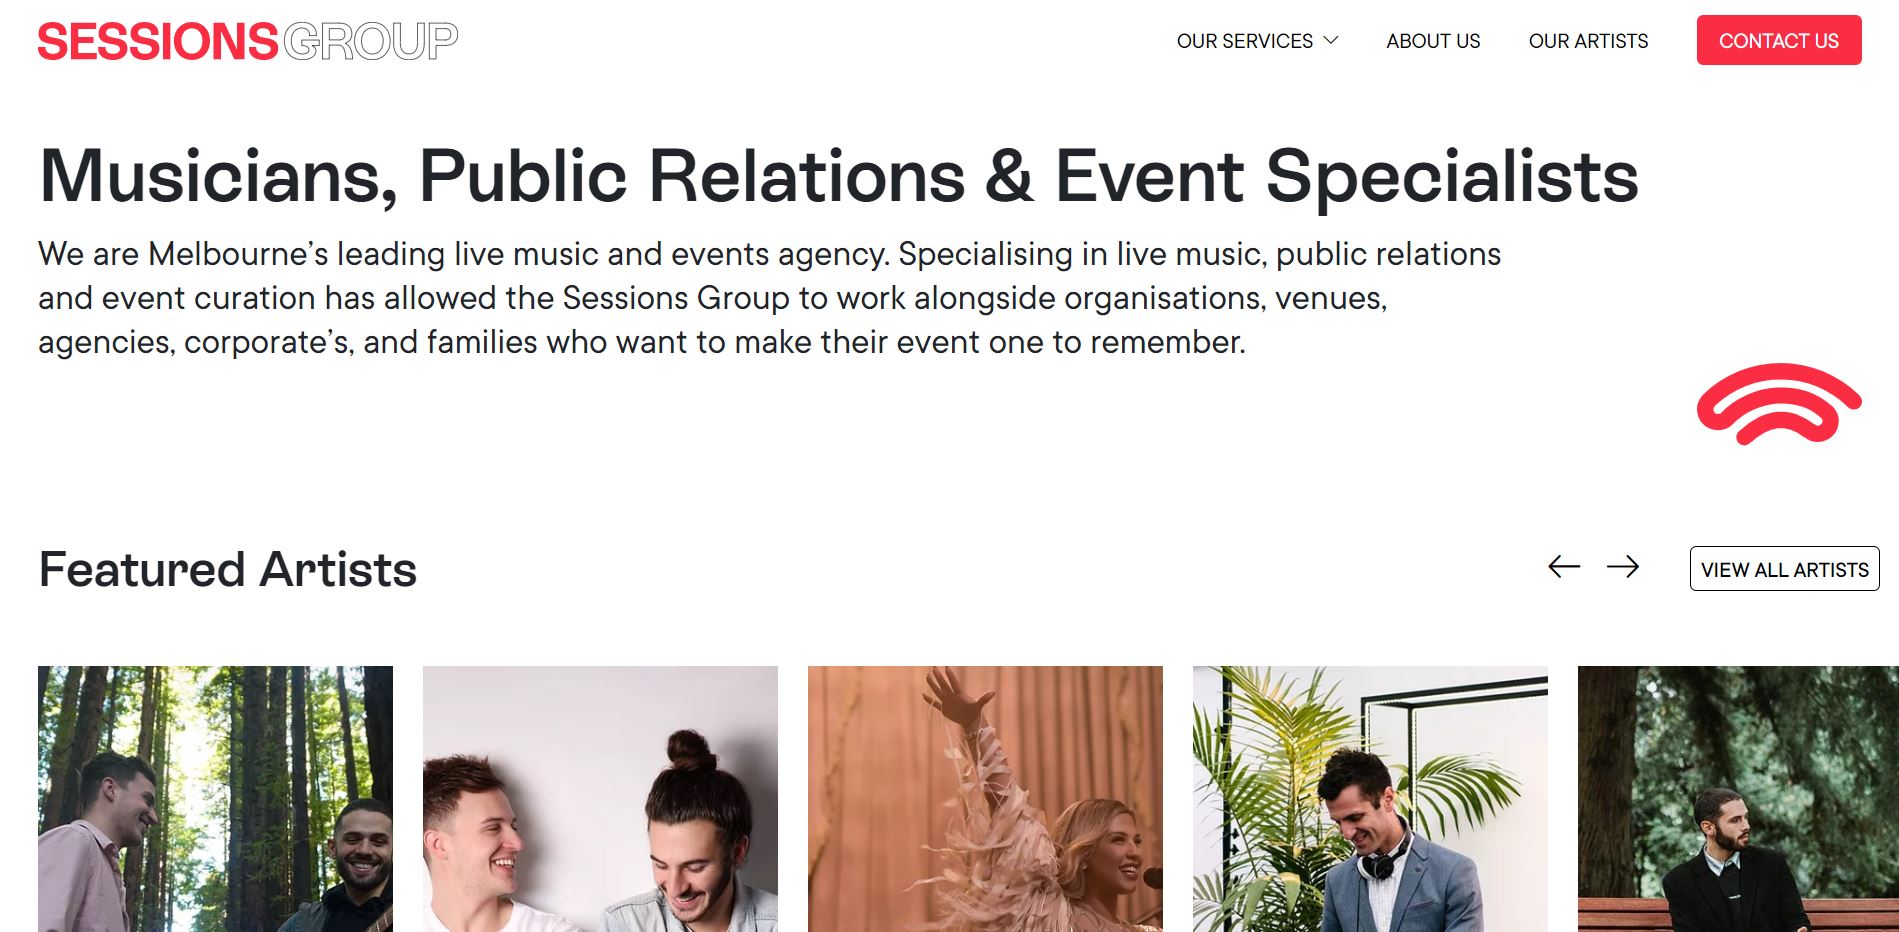 SESSIONS GROUP
OUR SERVICES
ABOUT US
OUR ARTISTS
CONTACT US
Musicians, Public Relations & Event Specialists
We are Melbourne’s leading live music and events agency. Specialising in live music, public relations
and event curation has allowed the Sessions Group to work alongside organisations, venues,
agencies, corporate’s, and families who want to make their event one to remember.
Featured Artists
VIEW ALL ARTISTS